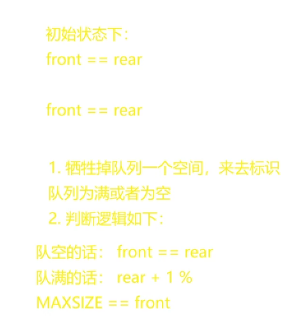 初始状态下：
front == rear
front == rear
1. 牺牲掉队列一个空间，来去标识
队列为满或者为空
2. 判断逻辑如下：
队空的话： front == rear
队满的话： rear + 1 %
MAXSIZE == front